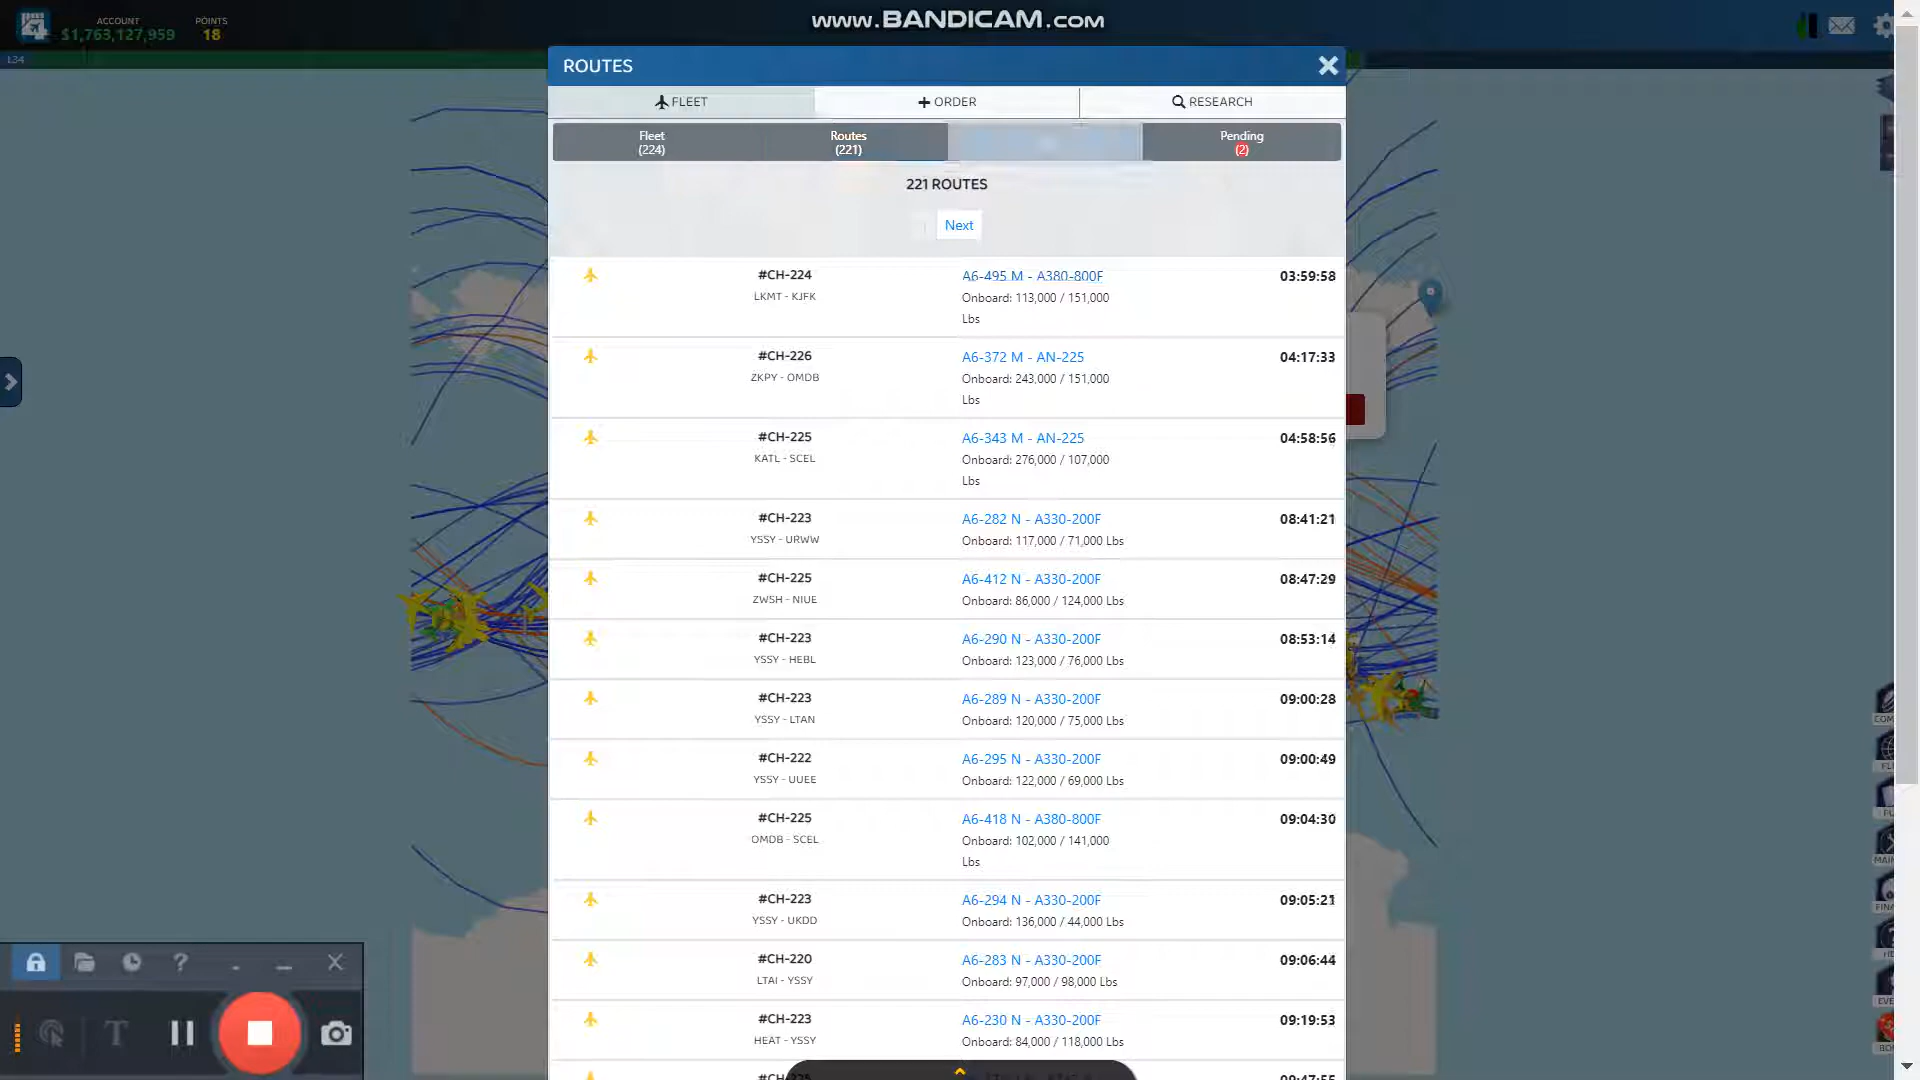 www.BANDICAM.com
ACCOUNT
$1,763,127,959
POINTS
18
L34
ROUTES
FLEET
ORDER
RESEARCH
Fleet
(224)
Routes
(221)
Pending
(2)
221 ROUTES
Next
#CH-224
LKMT - KJFK
A6-495 M - A380-800F
Onboard: 113,000 / 151,000
Lbs
03:59:58
#CH-226
ZKPY - OMDB
A6-372 M - AN-225
Onboard: 243,000 / 151,000
Lbs
04:17:33
#CH-225
KATL - SCEL
A6-343 M - AN-225
Onboard: 276,000 / 107,000
Lbs
04:58:56
#CH-223
YSSY - URWW
A6-282 N - A330-200F
Onboard: 117,000 / 71,000 Lbs
08:41:21
#CH-225
ZWSH - NIUE
A6-412 N - A330-200F
Onboard: 86,000 / 124,000 Lbs
08:47:29
#CH-223
YSSY - HEBL
A6-290 N - A330-200F
Onboard: 123,000 / 76,000 Lbs
08:53:14
#CH-223
YSSY - LTAN
A6-289 N - A330-200F
Onboard: 120,000 / 75,000 Lbs
09:00:28
#CH-222
YSSY - UUEE
A6-295 N - A330-200F
Onboard: 122,000 / 69,000 Lbs
09:00:49
#CH-225
OMDB - SCEL
A6-418 N - A380-800F
Onboard: 102,000 / 141,000
Lbs
09:04:30
#CH-223
YSSY - UKDD
A6-294 N - A330-200F
Onboard: 136,000 / 44,000 Lbs
09:05:21
#CH-220
LTAI - YSSY
A6-283 N - A330-200F
Onboard: 97,000 / 98,000 Lbs
09:06:44
#CH-223
HEAT - YSSY
A6-230 N - A330-200F
Onboard: 84,000 / 118,000 Lbs
09:19:53